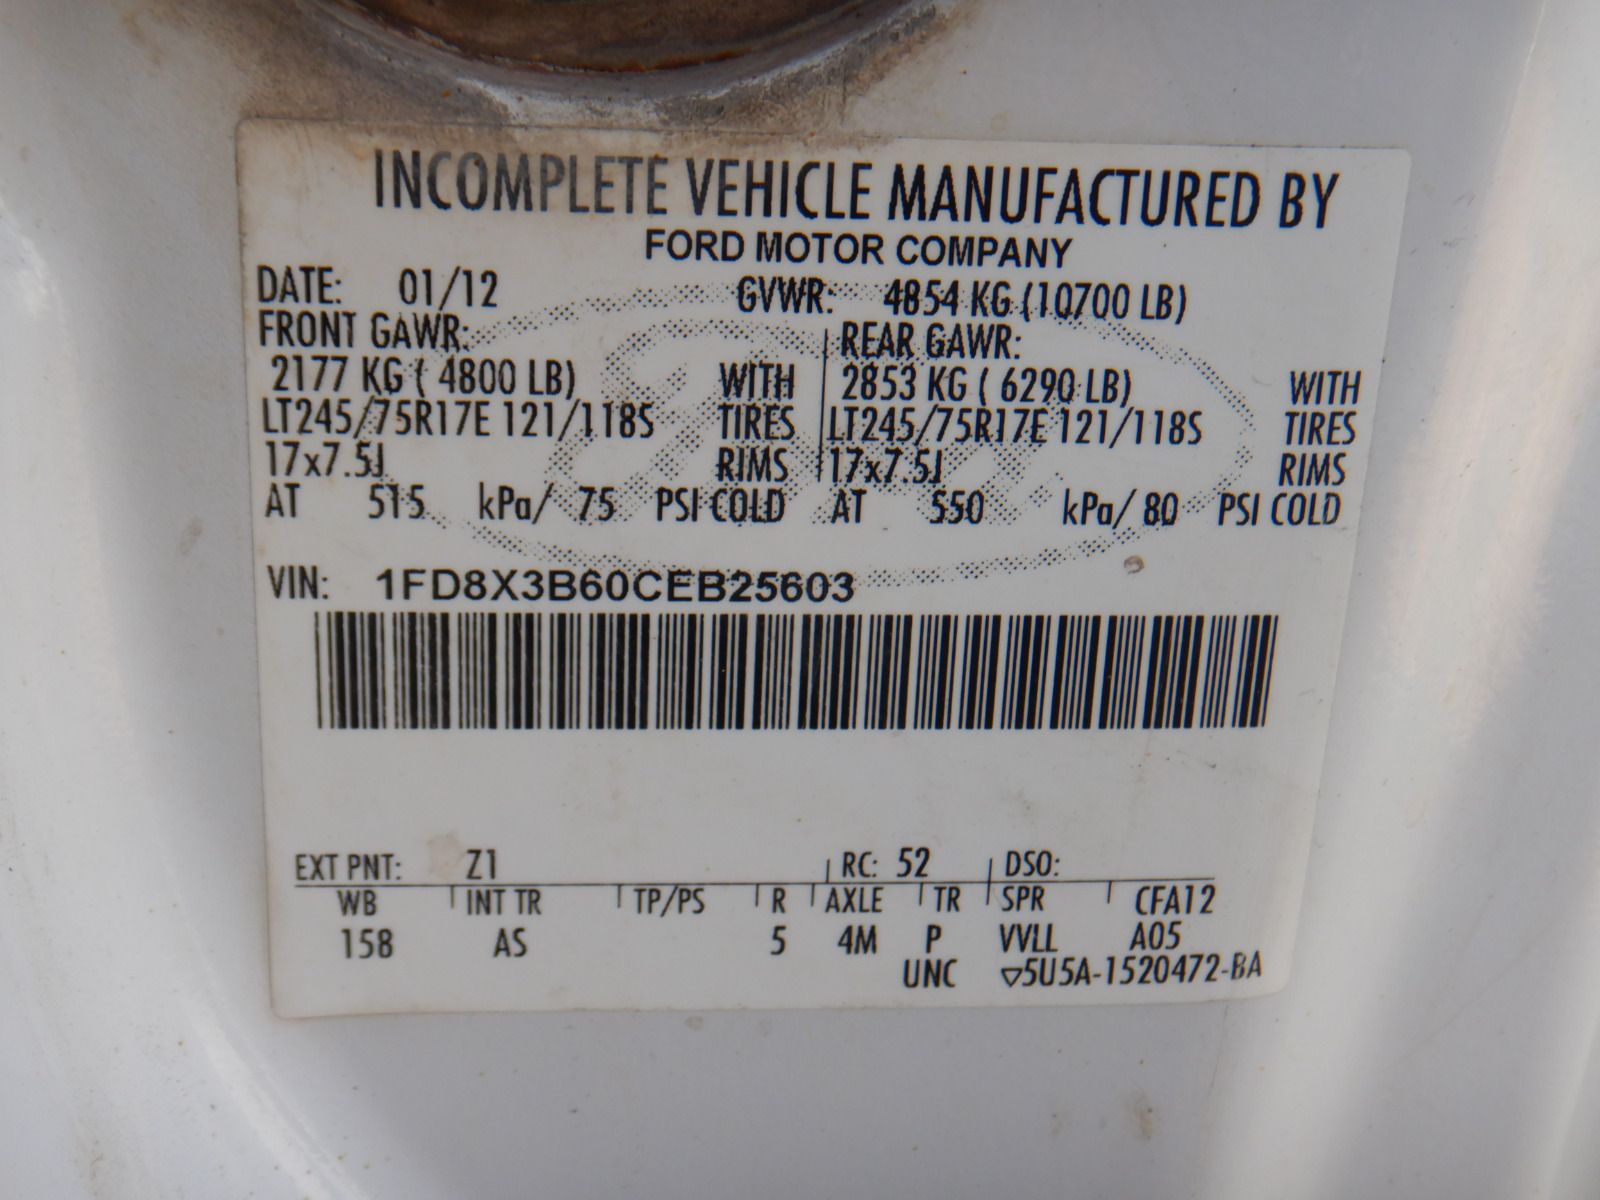 INCOMPLETE VEHICLE MANUFACTURED BY
FORD MOTOR COMPANY
DATE: 01/12 GVWR: 4854 KG (10700 LB)
FRONT GAWR: REAR GAWR:
2177 KG ( 4800 LB) WITH 2853 KG ( 6290 LB) WITH
LT245/75R17E 121/118S TIRES LT245/75R17E 121/118S TIRES
17x7.5J RIMS 17x7.5J RIMS
AT 515 kPa/ 75 PSI COLD AT 550 kPa/ 80 PSI COLD
VIN: 1FD8X3B60CEB25603
EXT PNT: Z1 RC: 52 DSO:
WB INT TR TP/PS R AXLE TR SPR CFA12
158 AS 5 4M P VVLL A05
UNC ▽5U5A-1520472-BA